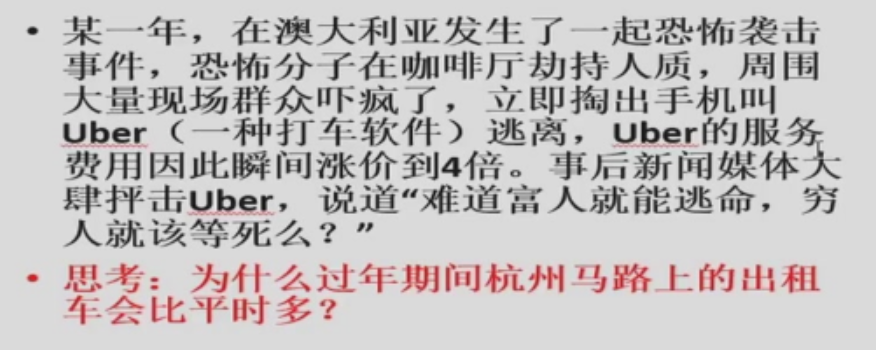 • 某一年，在澳大利亚发生了一起恐怖袭击
事件，恐怖分子在咖啡厅劫持人质，周围
大量现场群众吓疯了，立即掏出手机叫
Uber（一种打车软件）逃离，Uber的服务
费用因此瞬间涨价到4倍。事后新闻媒体大
肆抨击Uber，说道“难道富人就能逃命，穷
人就该等死么？”
• 思考：为什么过年期间杭州马路上的出租
车会比平时多？